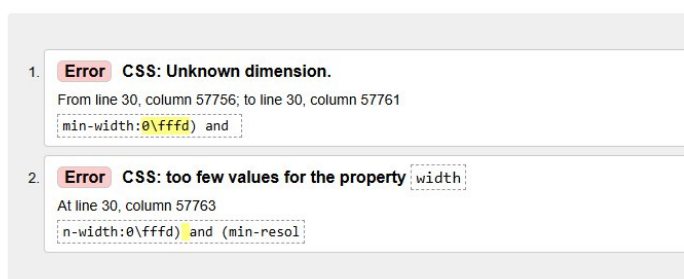 1. Error CSS: Unknown dimension.
From line 30, column 57756; to line 30, column 57761
min-width:0\fffd) and
2. Error CSS: too few values for the property width
At line 30, column 57763
n-width:0\fffd) and (min-resol